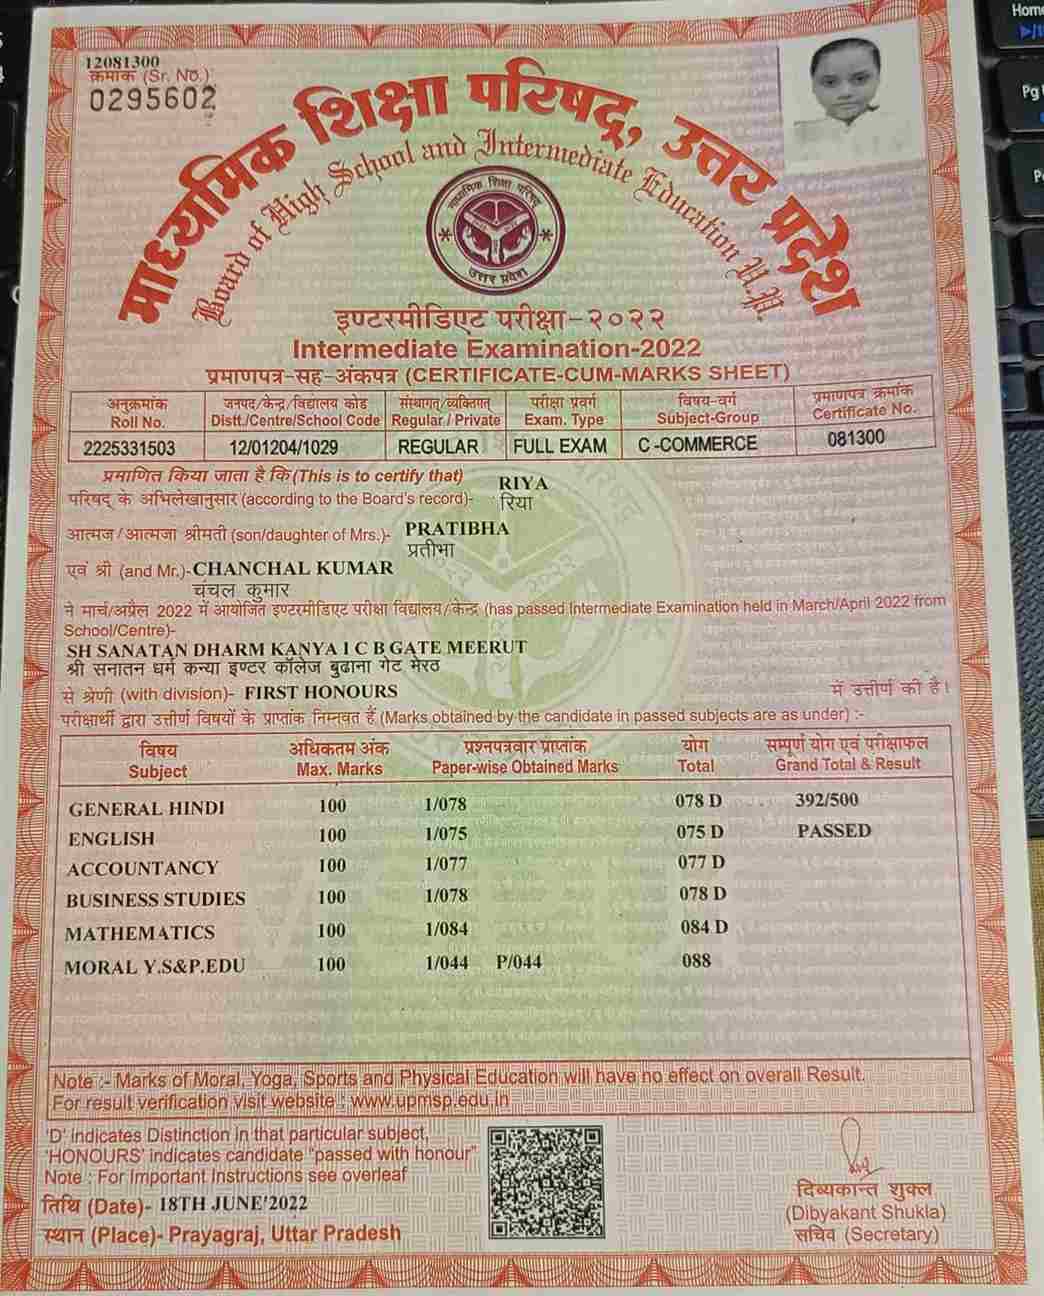 12081300
क्रमांक (Sr. No.)
0295602
माध्यमिक शिक्षा परिषद्, उत्तर प्रदेश
Board of High School and Intermediate Education U.P.
माध्यमिक शिक्षा परिषद्
उत्तर प्रदेश
इण्टरमीडिएट परीक्षा-२०२२
Intermediate Examination-2022
प्रमाणपत्र-सह-अंकपत्र (CERTIFICATE-CUM-MARKS SHEET)
अनुक्रमांक जनपद/केन्द्र/विद्यालय कोड संस्थागत/व्यक्तिगत परीक्षा प्रवर्ग विषय-वर्ग प्रमाणपत्र क्रमांक
Roll No. Distt./Centre/School Code Regular / Private Exam. Type Subject-Group Certificate No.
2225331503 12/01204/1029 REGULAR FULL EXAM C -COMMERCE 081300
प्रमाणित किया जाता है कि (This is to certify that) RIYA
परिषद् के अभिलेखानुसार (according to the Board's record)- रिया
आत्मज/आत्मजा श्रीमती (son/daughter of Mrs.)- PRATIBHA
प्रतीभा
एवं श्री (and Mr.)- CHANCHAL KUMAR
चंचल कुमार
ने मार्च/अप्रैल 2022 में आयोजित इण्टरमीडिएट परीक्षा विद्यालय/केन्द्र (has passed Intermediate Examination held in March/April 2022 from
School/Centre)-
SH SANATAN DHARM KANYA I C B GATE MEERUT
श्री सनातन धर्म कन्या इण्टर कॉलेज बुढाना गेट मेरठ
से श्रेणी (with division)- FIRST HONOURS में उत्तीर्ण की है।
परीक्षार्थी द्वारा उत्तीर्ण विषयों के प्राप्तांक निम्नवत हैं (Marks obtained by the candidate in passed subjects are as under) :-
विषय अधिकतम अंक प्रश्नपत्रवार प्राप्तांक योग सम्पूर्ण योग एवं परीक्षाफल
Subject Max. Marks Paper-wise Obtained Marks Total Grand Total & Result
GENERAL HINDI 100 1/078 078 D 392/500
ENGLISH 100 1/075 075 D PASSED
ACCOUNTANCY 100 1/077 077 D
BUSINESS STUDIES 100 1/078 078 D
MATHEMATICS 100 1/084 084 D
MORAL Y.S&P.EDU 100 1/044 P/044 088
Note :- Marks of Moral, Yoga, Sports and Physical Education will have no effect on overall Result.
For result verification visit website : www.upmsp.edu.in
'D' indicates Distinction in that particular subject,
'HONOURS' indicates candidate "passed with honour"
Note : For Important Instructions see overleaf
तिथि (Date)- 18TH JUNE'2022
स्थान (Place)- Prayagraj, Uttar Pradesh
दिव्यकान्त शुक्ल
(Dibyakant Shukla)
सचिव (Secretary)
Home
Pg